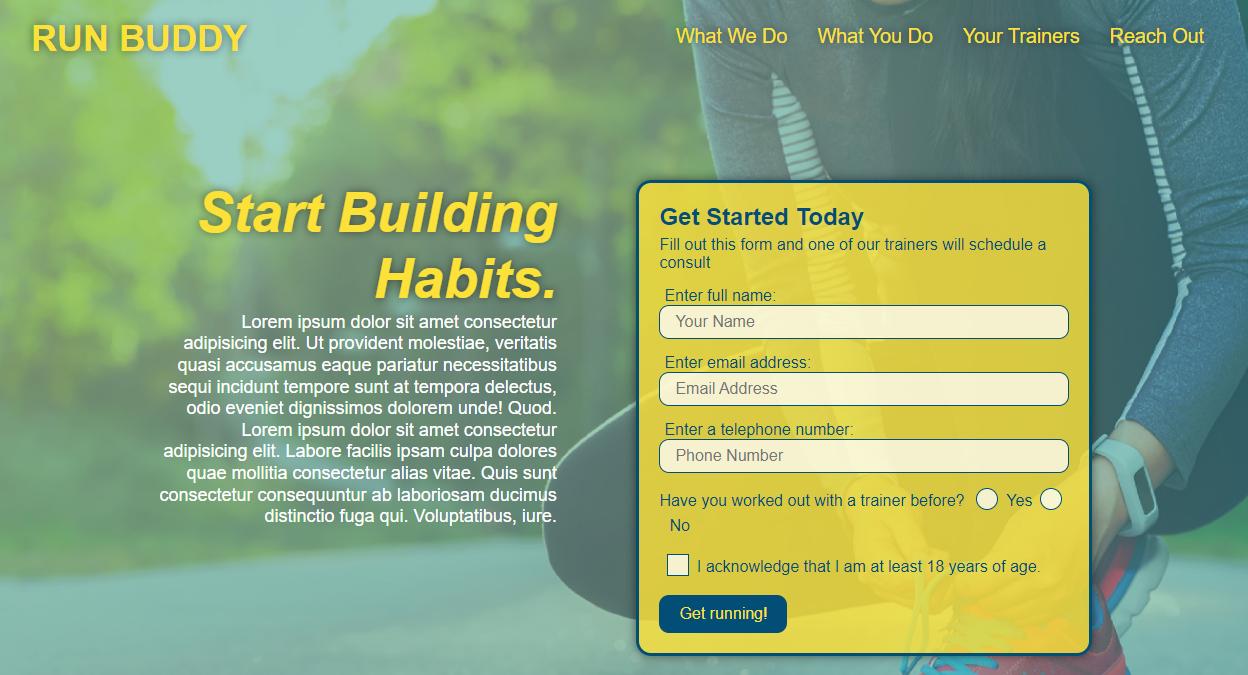 RUN BUDDY
What We Do
What You Do
Your Trainers
Reach Out
Start Building
Habits.
Lorem ipsum dolor sit amet consectetur
adipisicing elit. Ut provident molestiae, veritatis
quasi accusamus eaque pariatur necessitatibus
sequi incidunt tempore sunt at tempora delectus,
odio eveniet dignissimos dolorem unde! Quod.
Lorem ipsum dolor sit amet consectetur
adipisicing elit. Labore facilis ipsam culpa dolores
quae mollitia consectetur alias vitae. Quis sunt
consectetur consequuntur ab laboriosam ducimus
distinctio fuga qui. Voluptatibus, iure.
Get Started Today
Fill out this form and one of our trainers will schedule a
consult
Enter full name:
Your Name
Enter email address:
Email Address
Enter a telephone number:
Phone Number
Have you worked out with a trainer before? Yes
No
I acknowledge that I am at least 18 years of age.
Get running!